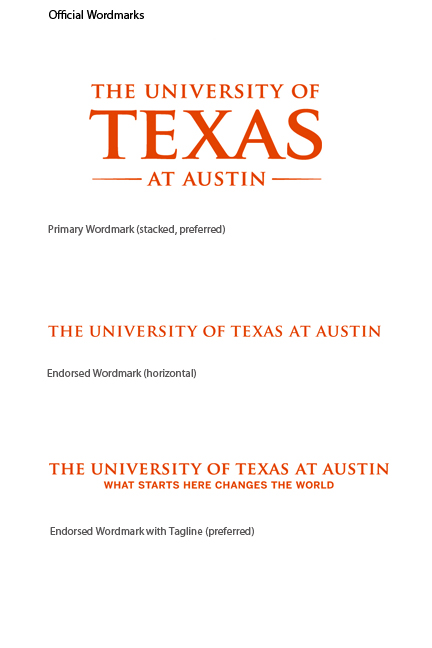 Official Wordmarks
THE UNIVERSITY OF
TEXAS
AT AUSTIN
Primary Wordmark (stacked, preferred)
THE UNIVERSITY OF TEXAS AT AUSTIN
Endorsed Wordmark (horizontal)
THE UNIVERSITY OF TEXAS AT AUSTIN
WHAT STARTS HERE CHANGES THE WORLD
Endorsed Wordmark with Tagline (preferred)